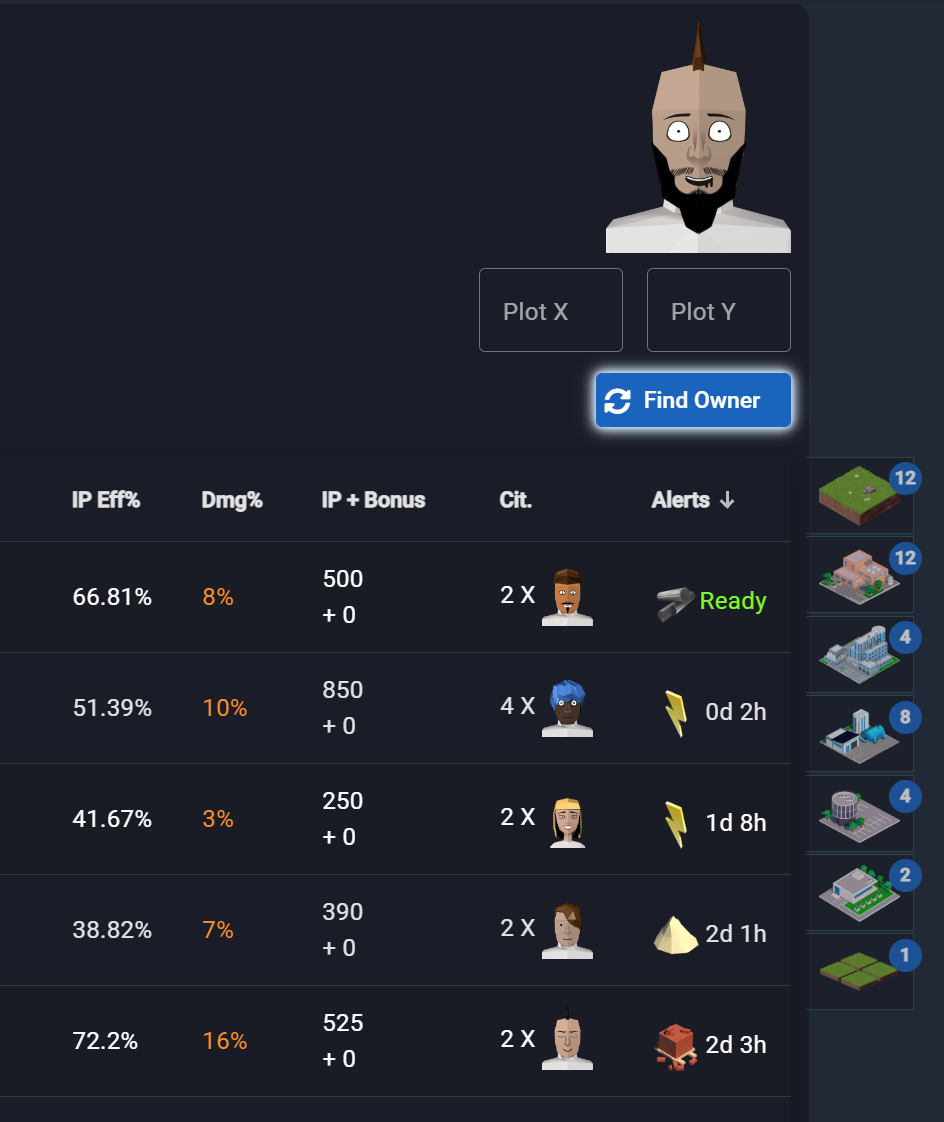 Plot X
Plot Y
Find Owner
IP Eff% Dmg% IP + Bonus Cit. Alerts
66.81% 8% 500 + 0 2 X Ready
51.39% 10% 850 + 0 4 X 0d 2h
41.67% 3% 250 + 0 2 X 1d 8h
38.82% 7% 390 + 0 2 X 2d 1h
72.2% 16% 525 + 0 2 X 2d 3h
12
12
4
8
4
2
1